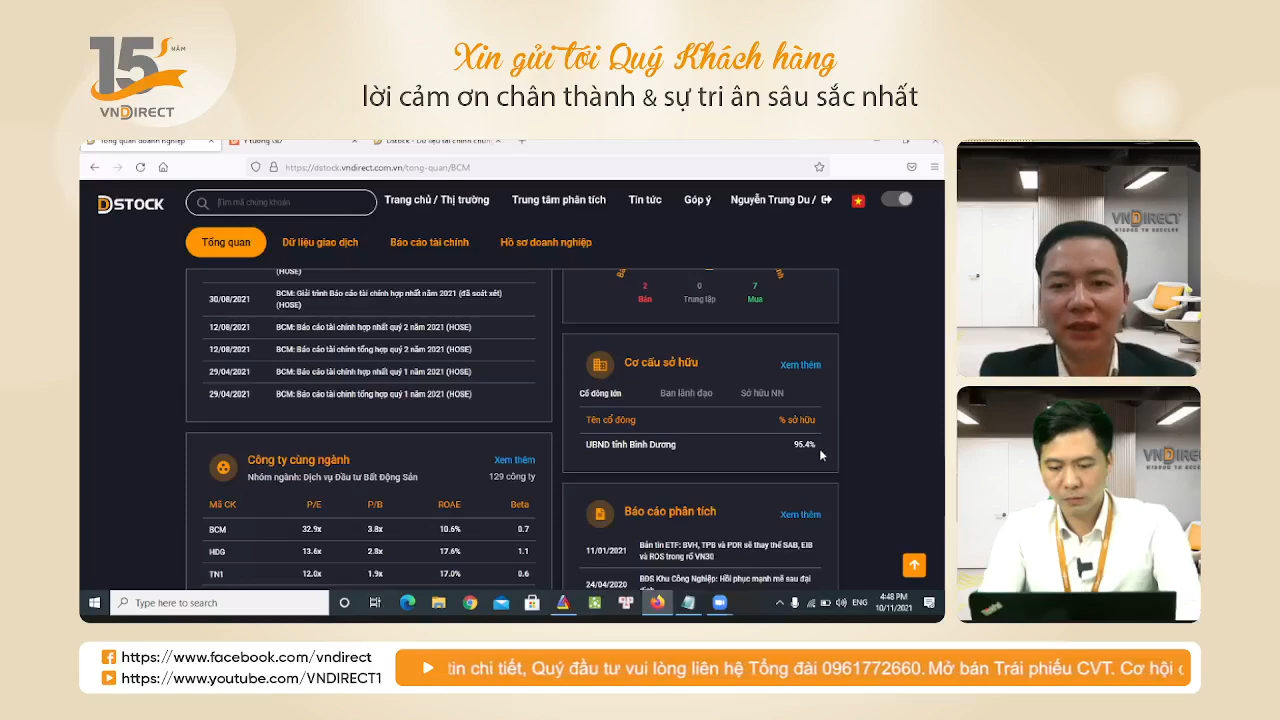 15 NĂM
VNDIRECT
Xin gửi tới Quý Khách hàng
lời cảm ơn chân thành & sự tri ân sâu sắc nhất
Tổng quan doanh nghiệp
https://dstock.vndirect.com.vn/tong-quan/BCM
DSTOCK
Tìm mã chứng khoán
Trang chủ / Thị trường
Trung tâm phân tích
Tin tức
Góp ý
Nguyễn Trung Du /
Tổng quan
Dữ liệu giao dịch
Báo cáo tài chính
Hồ sơ doanh nghiệp
(HOSE)
30/08/2021 BCM: Giải trình Báo cáo tài chính hợp nhất năm 2021 (đã soát xét)
(HOSE)
12/08/2021 BCM: Báo cáo tài chính hợp nhất quý 2 năm 2021 (HOSE)
12/08/2021 BCM: Báo cáo tài chính tổng hợp quý 2 năm 2021 (HOSE)
29/04/2021 BCM: Báo cáo tài chính hợp nhất quý 1 năm 2021 (HOSE)
29/04/2021 BCM: Báo cáo tài chính tổng hợp quý 1 năm 2021 (HOSE)
2 0 7
Bán Trung lập Mua
Cơ cấu sở hữu Xem thêm
Cổ đông lớn Ban lãnh đạo Sở hữu NN
Tên cổ đông % sở hữu
UBND tỉnh Bình Dương 95.4%
Công ty cùng ngành Xem thêm
Nhóm ngành: Dịch vụ Đầu tư Bất Động Sản 129 công ty
Mã CK P/E P/B ROAE Beta
BCM 32.9x 3.8x 10.6% 0.7
HDG 13.6x 2.8x 17.6% 1.1
TN1 12.0x 1.9x 17.0% 0.6
Báo cáo phân tích Xem thêm
11/01/2021 Bản tin ETF: BVH, TPB và PDR sẽ thay thế SAB, EIB
và ROS trong rổ VN30
24/04/2020 BĐS Khu Công Nghiệp: Hồi phục mạnh mẽ sau đại
dịch
Type here to search
ENG
4:48 PM
10/11/2021
VNDIRECT
WISDOM TO SUCCEED
https://www.facebook.com/vndirect
https://www.youtube.com/VNDIRECT1
tin chi tiết, Quý đầu tư vui lòng liên hệ Tổng đài 0961772660. Mở bán Trái phiếu CVT. Cơ hội